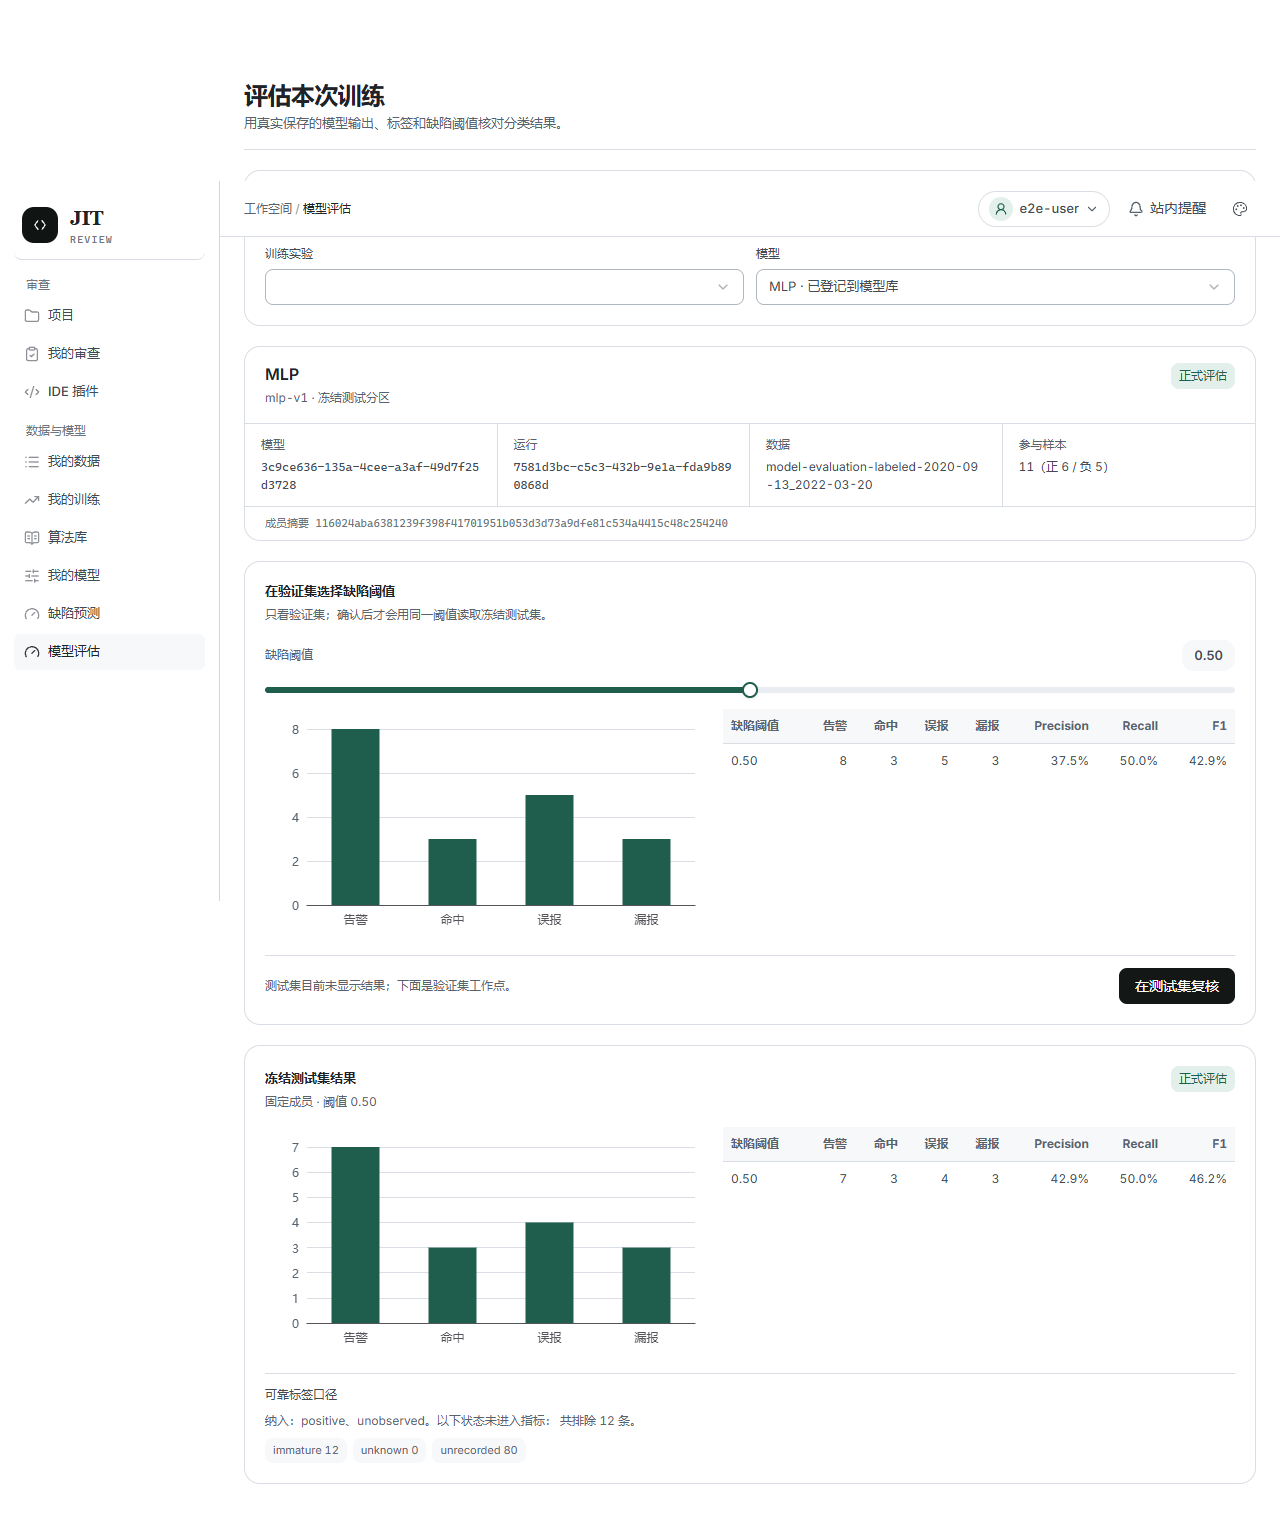 评估本次训练
用真实保存的模型输出、标签和缺陷阈值核对分类结果。
JIT
REVIEW
工作空间 / 模型评估
e2e-user
站内提醒
审查
项目
我的审查
IDE 插件
数据与模型
我的数据
我的训练
算法库
我的模型
缺陷预测
模型评估
训练实验
模型
MLP · 已登记到模型库
MLP
正式评估
mlp-v1 · 冻结测试分区
模型
3c9ce636-135a-4cee-a3af-49d7f25
d3728
运行
7581d3bc-c5c3-432b-9e1a-fda9b89
0868d
数据
model-evaluation-labeled-2020-09
-13_2022-03-20
参与样本
11（正 6 / 负 5）
成员摘要 116024aba6381239f398f41701951b053d3d73a9dfe81c534a4415c48c254240
在验证集选择缺陷阈值
只看验证集；确认后才会用同一阈值读取冻结测试集。
缺陷阈值
0.50
8
6
4
2
0
告警 命中 误报 漏报
缺陷阈值 告警 命中 误报 漏报 Precision Recall F1
0.50 8 3 5 3 37.5% 50.0% 42.9%
测试集目前未显示结果；下面是验证集工作点。
在测试集复核
冻结测试集结果
正式评估
固定成员 · 阈值 0.50
7
6
5
4
3
2
1
0
告警 命中 误报 漏报
缺陷阈值 告警 命中 误报 漏报 Precision Recall F1
0.50 7 3 4 3 42.9% 50.0% 46.2%
可靠标签口径
纳入：positive、unobserved。以下状态未进入指标： 共排除 12 条。
immature 12 unknown 0 unrecorded 80